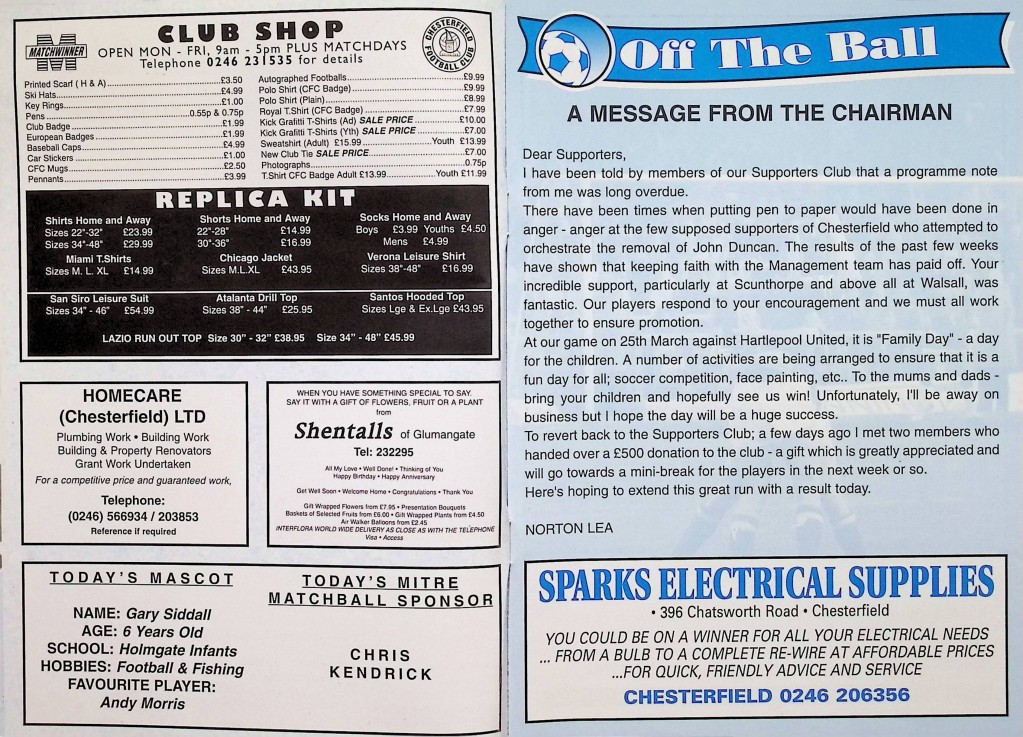 MATCHWINNER
CLUB SHOP
OPEN MON - FRI, 9am - 5pm PLUS MATCHDAYS
Telephone 0246 231535 for details
CHESTERFIELD FOOTBALL CLUB
Printed Scarf ( H & A) £3.50
Ski Hats £4.99
Key Rings £1.00
Pens 0.55p & 0.75p
Club Badge £1.99
European Badges £1.99
Baseball Caps £4.99
Car Stickers £1.00
CFC Mugs £2.50
Pennants £3.99
Autographed Footballs £9.99
Polo Shirt (CFC Badge) £9.99
Polo Shirt (Plain) £8.99
Royal T.Shirt (CFC Badge) £7.99
Kick Grafitti T-Shirts (Ad) SALE PRICE £10.00
Kick Grafitti T-Shirts (Yth) SALE PRICE £7.00
Sweatshirt (Adult) £15.99 Youth £13.99
New Club Tie SALE PRICE £7.00
Photographs 0.75p
T.Shirt CFC Badge Adult £13.99 Youth £11.99
REPLICA KIT
Shirts Home and Away
Sizes 22"-32" £23.99
Sizes 34"-48" £29.99
Shorts Home and Away
22"-28" £14.99
30"-36" £16.99
Socks Home and Away
Boys £3.99 Youths £4.50
Mens £4.99
Miami T.Shirts
Sizes M. L. XL £14.99
Chicago Jacket
Sizes M.L.XL £43.95
Verona Leisure Shirt
Sizes 38"-48" £16.99
San Siro Leisure Suit
Sizes 34" - 46" £54.99
Atalanta Drill Top
Sizes 38" - 44" £25.95
Santos Hooded Top
Sizes Lge & Ex.Lge £43.95
LAZIO RUN OUT TOP Size 30" - 32" £38.95 Size 34" - 48" £45.99
HOMECARE
(Chesterfield) LTD
Plumbing Work • Building Work
Building & Property Renovators
Grant Work Undertaken
For a competitive price and guaranteed work,
Telephone:
(0246) 566934 / 203853
Reference if required
WHEN YOU HAVE SOMETHING SPECIAL TO SAY.
SAY IT WITH A GIFT OF FLOWERS, FRUIT OR A PLANT
from
Shentalls of Glumangate
Tel: 232295
All My Love • Well Done! • Thinking of You
Happy Birthday • Happy Anniversary
Get Well Soon • Welcome Home • Congratulations • Thank You
Gift Wrapped Flowers from £7.95 • Presentation Bouquets
Baskets of Selected Fruits from £6.00 • Gift Wrapped Plants from £4.50
Air Walker Balloons from £2.45
INTERFLORA WORLD WIDE DELIVERY AS CLOSE AS WITH THE TELEPHONE
Visa • Access
TODAY'S MASCOT
NAME: Gary Siddall
AGE: 6 Years Old
SCHOOL: Holmgate Infants
HOBBIES: Football & Fishing
FAVOURITE PLAYER:
Andy Morris
TODAY'S MITRE
MATCHBALL SPONSOR
CHRIS
KENDRICK
Off The Ball
A MESSAGE FROM THE CHAIRMAN
Dear Supporters,
I have been told by members of our Supporters Club that a programme note
from me was long overdue.
There have been times when putting pen to paper would have been done in
anger - anger at the few supposed supporters of Chesterfield who attempted to
orchestrate the removal of John Duncan. The results of the past few weeks
have shown that keeping faith with the Management team has paid off. Your
incredible support, particularly at Scunthorpe and above all at Walsall, was
fantastic. Our players respond to your encouragement and we must all work
together to ensure promotion.
At our game on 25th March against Hartlepool United, it is "Family Day" - a day
for the children. A number of activities are being arranged to ensure that it is a
fun day for all; soccer competition, face painting, etc.. To the mums and dads -
bring your children and hopefully see us win! Unfortunately, I'll be away on
business but I hope the day will be a huge success.
To revert back to the Supporters Club; a few days ago I met two members who
handed over a £500 donation to the club - a gift which is greatly appreciated and
will go towards a mini-break for the players in the next week or so.
Here's hoping to extend this great run with a result today.
NORTON LEA
SPARKS ELECTRICAL SUPPLIES
• 396 Chatsworth Road • Chesterfield
YOU COULD BE ON A WINNER FOR ALL YOUR ELECTRICAL NEEDS
... FROM A BULB TO A COMPLETE RE-WIRE AT AFFORDABLE PRICES
...FOR QUICK, FRIENDLY ADVICE AND SERVICE
CHESTERFIELD 0246 206356